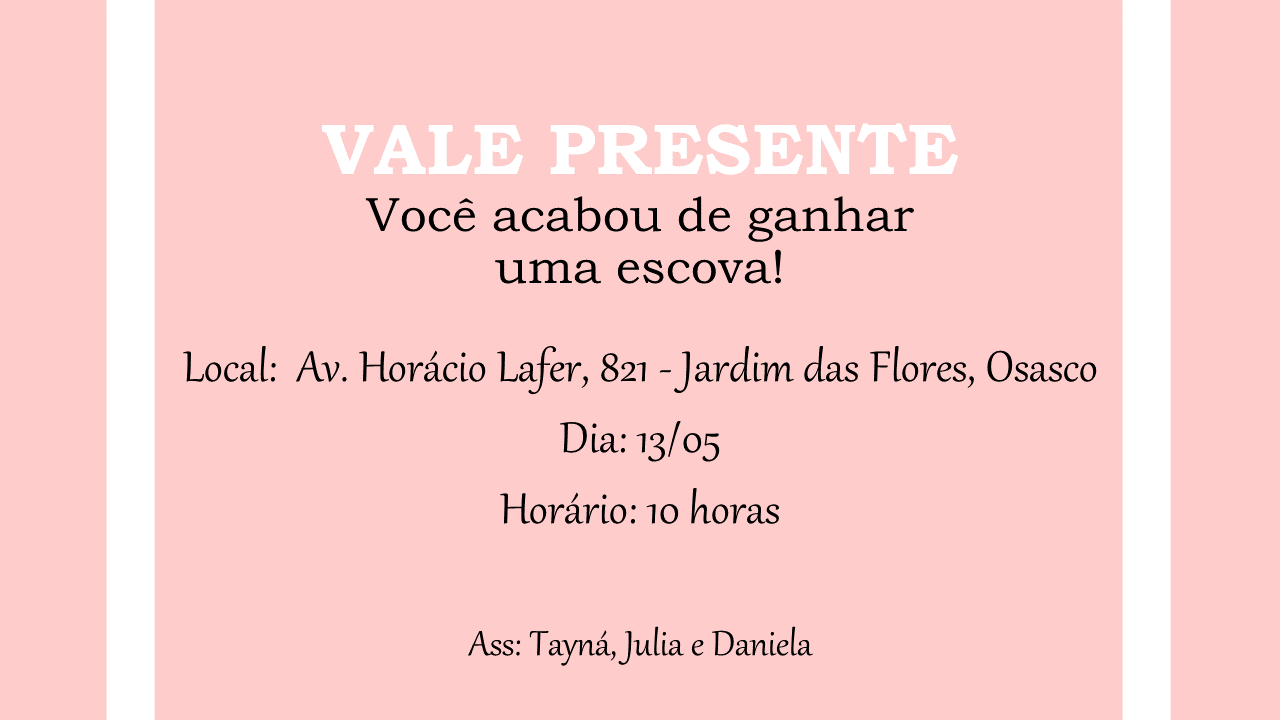 VALE PRESENTE
Você acabou de ganhar
uma escova!
Local: Av. Horácio Lafer, 821 - Jardim das Flores, Osasco
Dia: 13/05
Horário: 10 horas
Ass: Tayná, Julia e Daniela